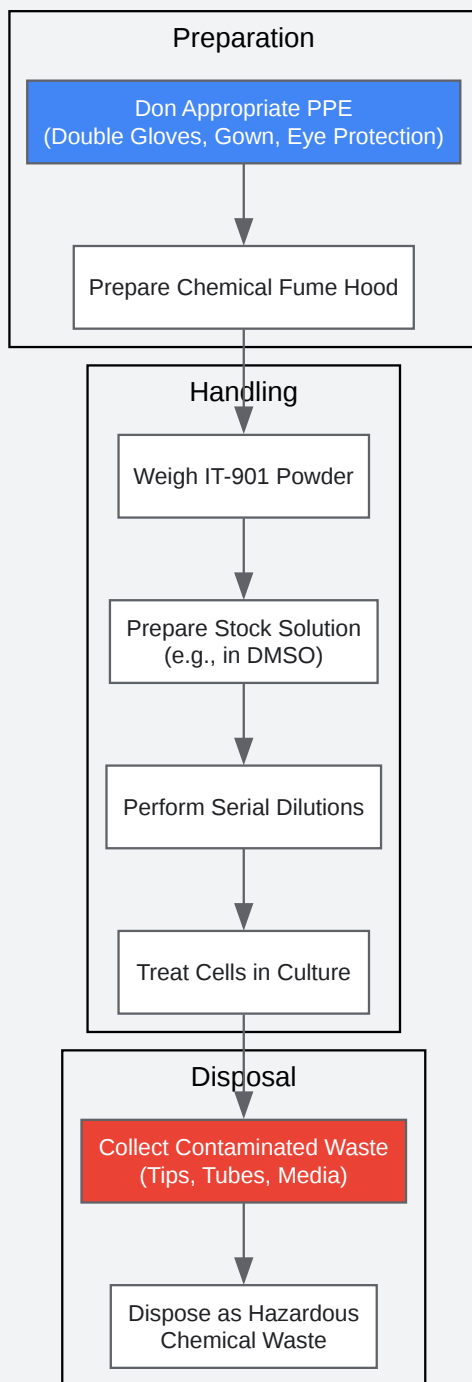 Preparation
Don Appropriate PPE
(Double Gloves, Gown, Eye Protection)
Prepare Chemical Fume Hood
Handling
Weigh IT-901 Powder
Prepare Stock Solution
(e.g., in DMSO)
Perform Serial Dilutions
Treat Cells in Culture
Disposal
Collect Contaminated Waste
(Tips, Tubes, Media)
Dispose as Hazardous
Chemical Waste